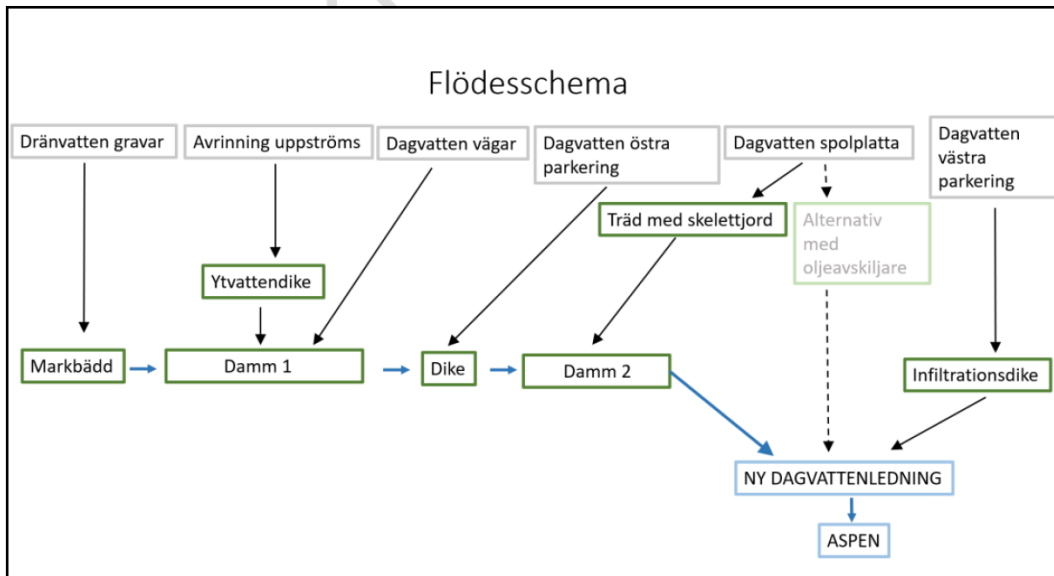 Flödesschema
Dränvatten gravar
Avrinning uppströms
Dagvatten vägar
Dagvatten östra
parkering
Dagvatten spolplatta
Dagvatten
västra
parkering
Träd med skelettjord
Alternativ
med
oljeavskiljare
Ytvattendike
Markbädd
Damm 1
Dike
Damm 2
Infiltrationsdike
NY DAGVATTENLEDNING
ASPEN